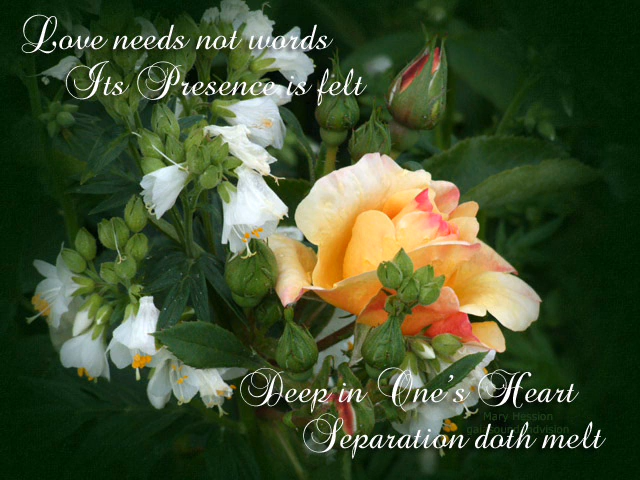 Love needs not words
Its Presence is felt
Deep in One's Heart
Mary Hession
Separation doth melt